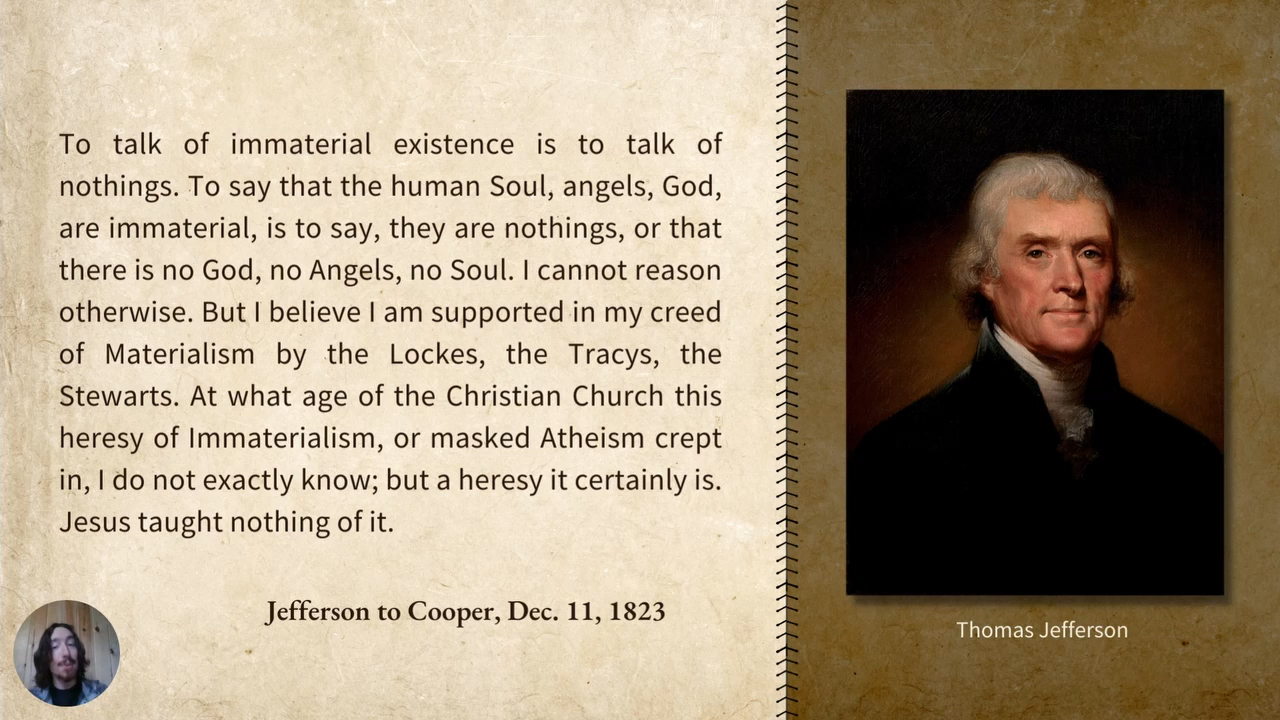 To talk of immaterial existence is to talk of
nothings. To say that the human Soul, angels, God,
are immaterial, is to say, they are nothings, or that
there is no God, no Angels, no Soul. I cannot reason
otherwise. But I believe I am supported in my creed
of Materialism by the Lockes, the Tracys, the
Stewarts. At what age of the Christian Church this
heresy of Immaterialism, or masked Atheism crept
in, I do not exactly know; but a heresy it certainly is.
Jesus taught nothing of it.
Jefferson to Cooper, Dec. 11, 1823
Thomas Jefferson